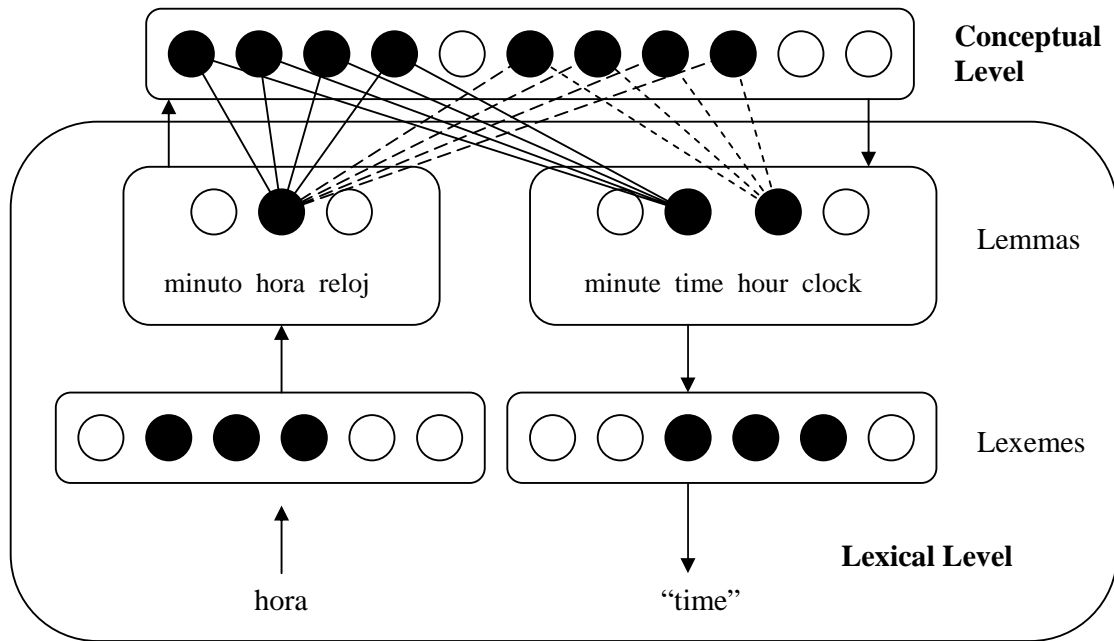 Conceptual
Level
Lemmas
minuto hora reloj
minute time hour clock
Lexemes
Lexical Level
hora
“time”